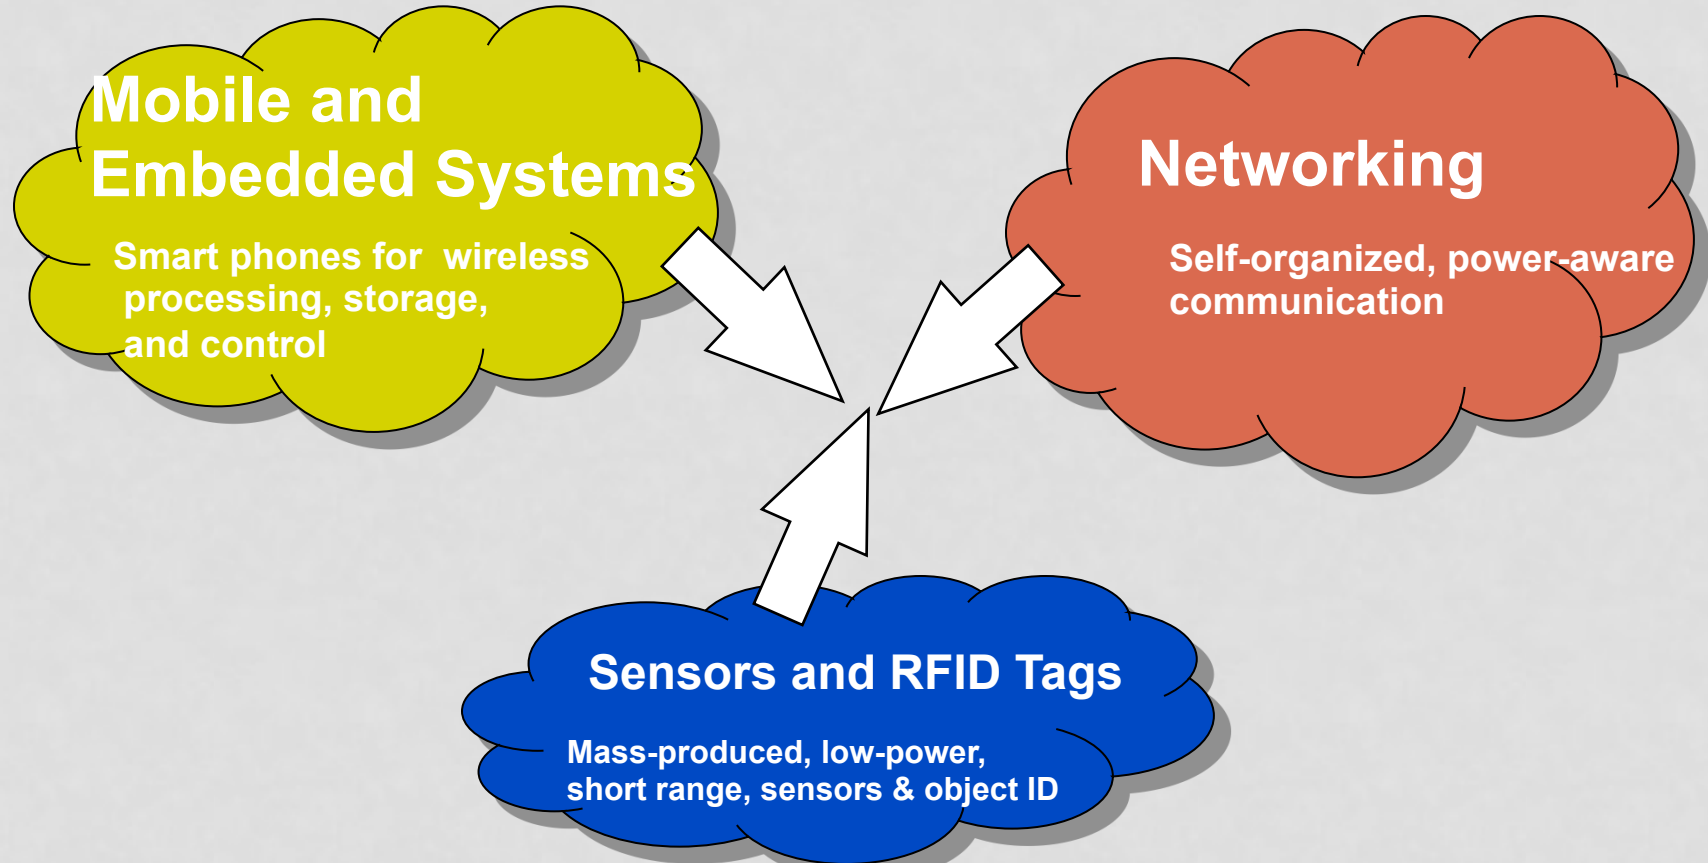 Mobile and
Embedded Systems
Smart phones for  wireless
processing, storage,
and control
Networking
Self-organized, power-aware
communication
Sensors and RFID Tags
Mass-produced, low-power,
short range, sensors & object ID